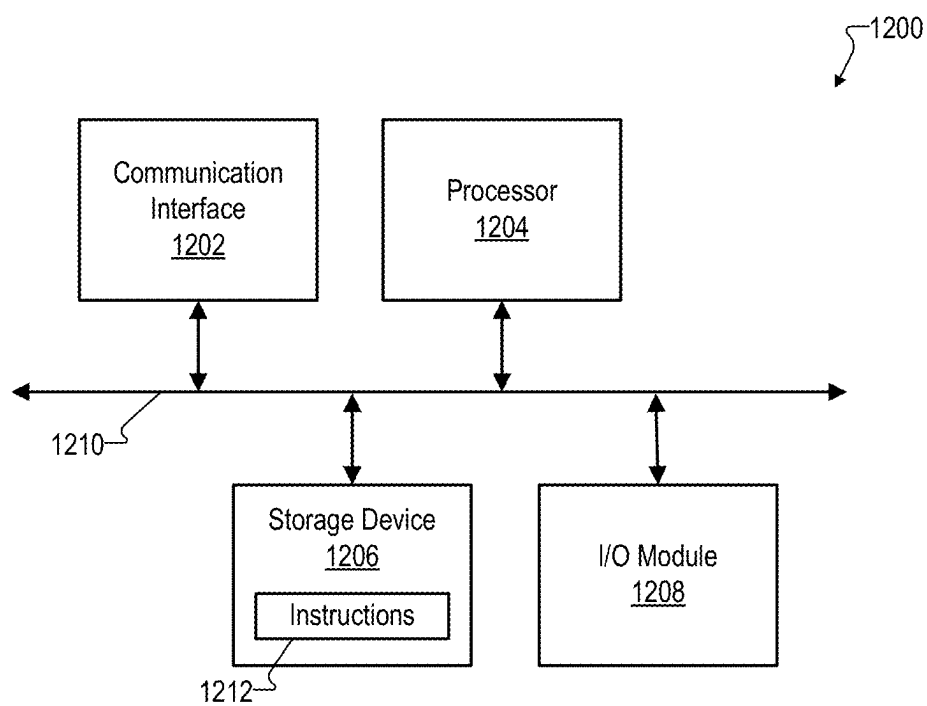 1200
Communication
Interface
1202
Processor
1204
1210
Storage Device
1206
Instructions
1212
I/O Module
1208